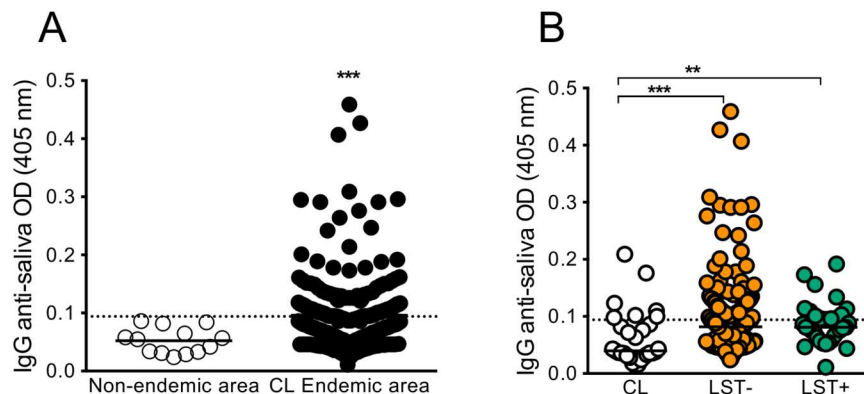 A
IgG anti-saliva OD (405 nm)
0.5
0.4
0.3
0.2
0.1
0.0
***
Non-endemic area
CL Endemic area
B
IgG anti-saliva OD (405 nm)
0.5
0.4
0.3
0.2
0.1
0.0
**
***
CL
LST-
LST+